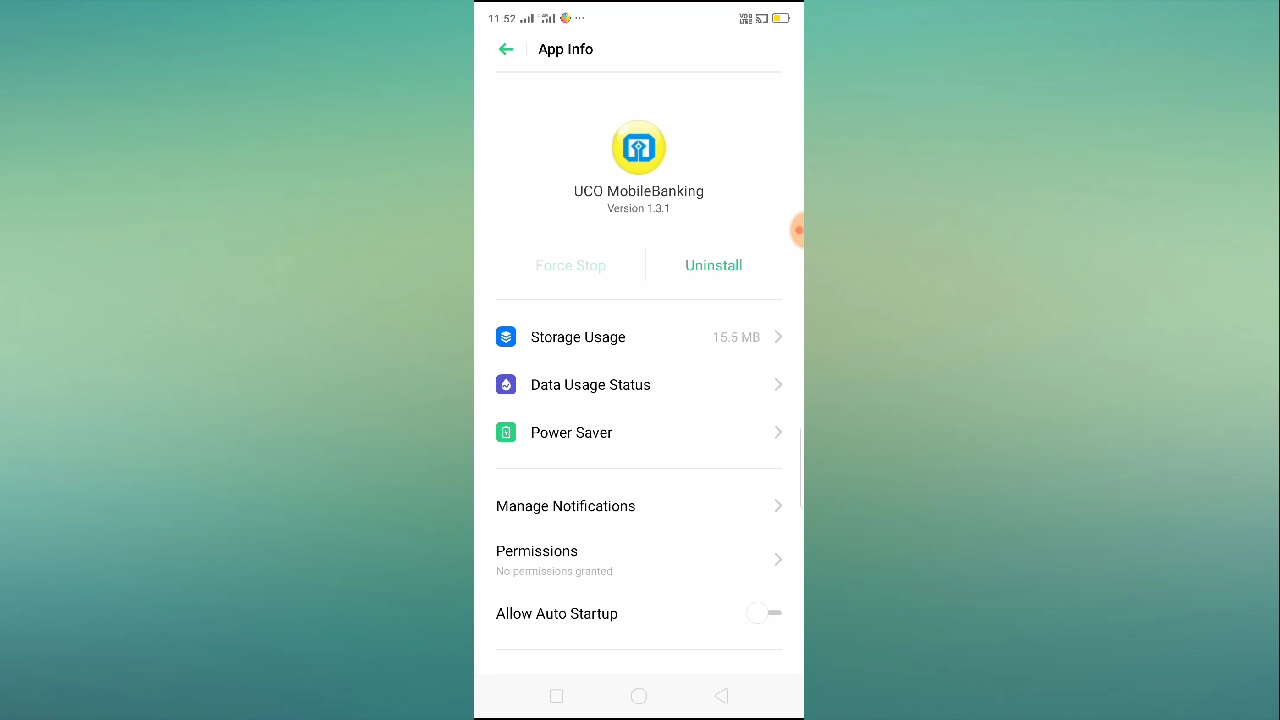 11:52
App Info
UCO MobileBanking
Version 1.3.1
Force Stop
Uninstall
Storage Usage 15.5 MB
Data Usage Status
Power Saver
Manage Notifications
Permissions
No permissions granted
Allow Auto Startup